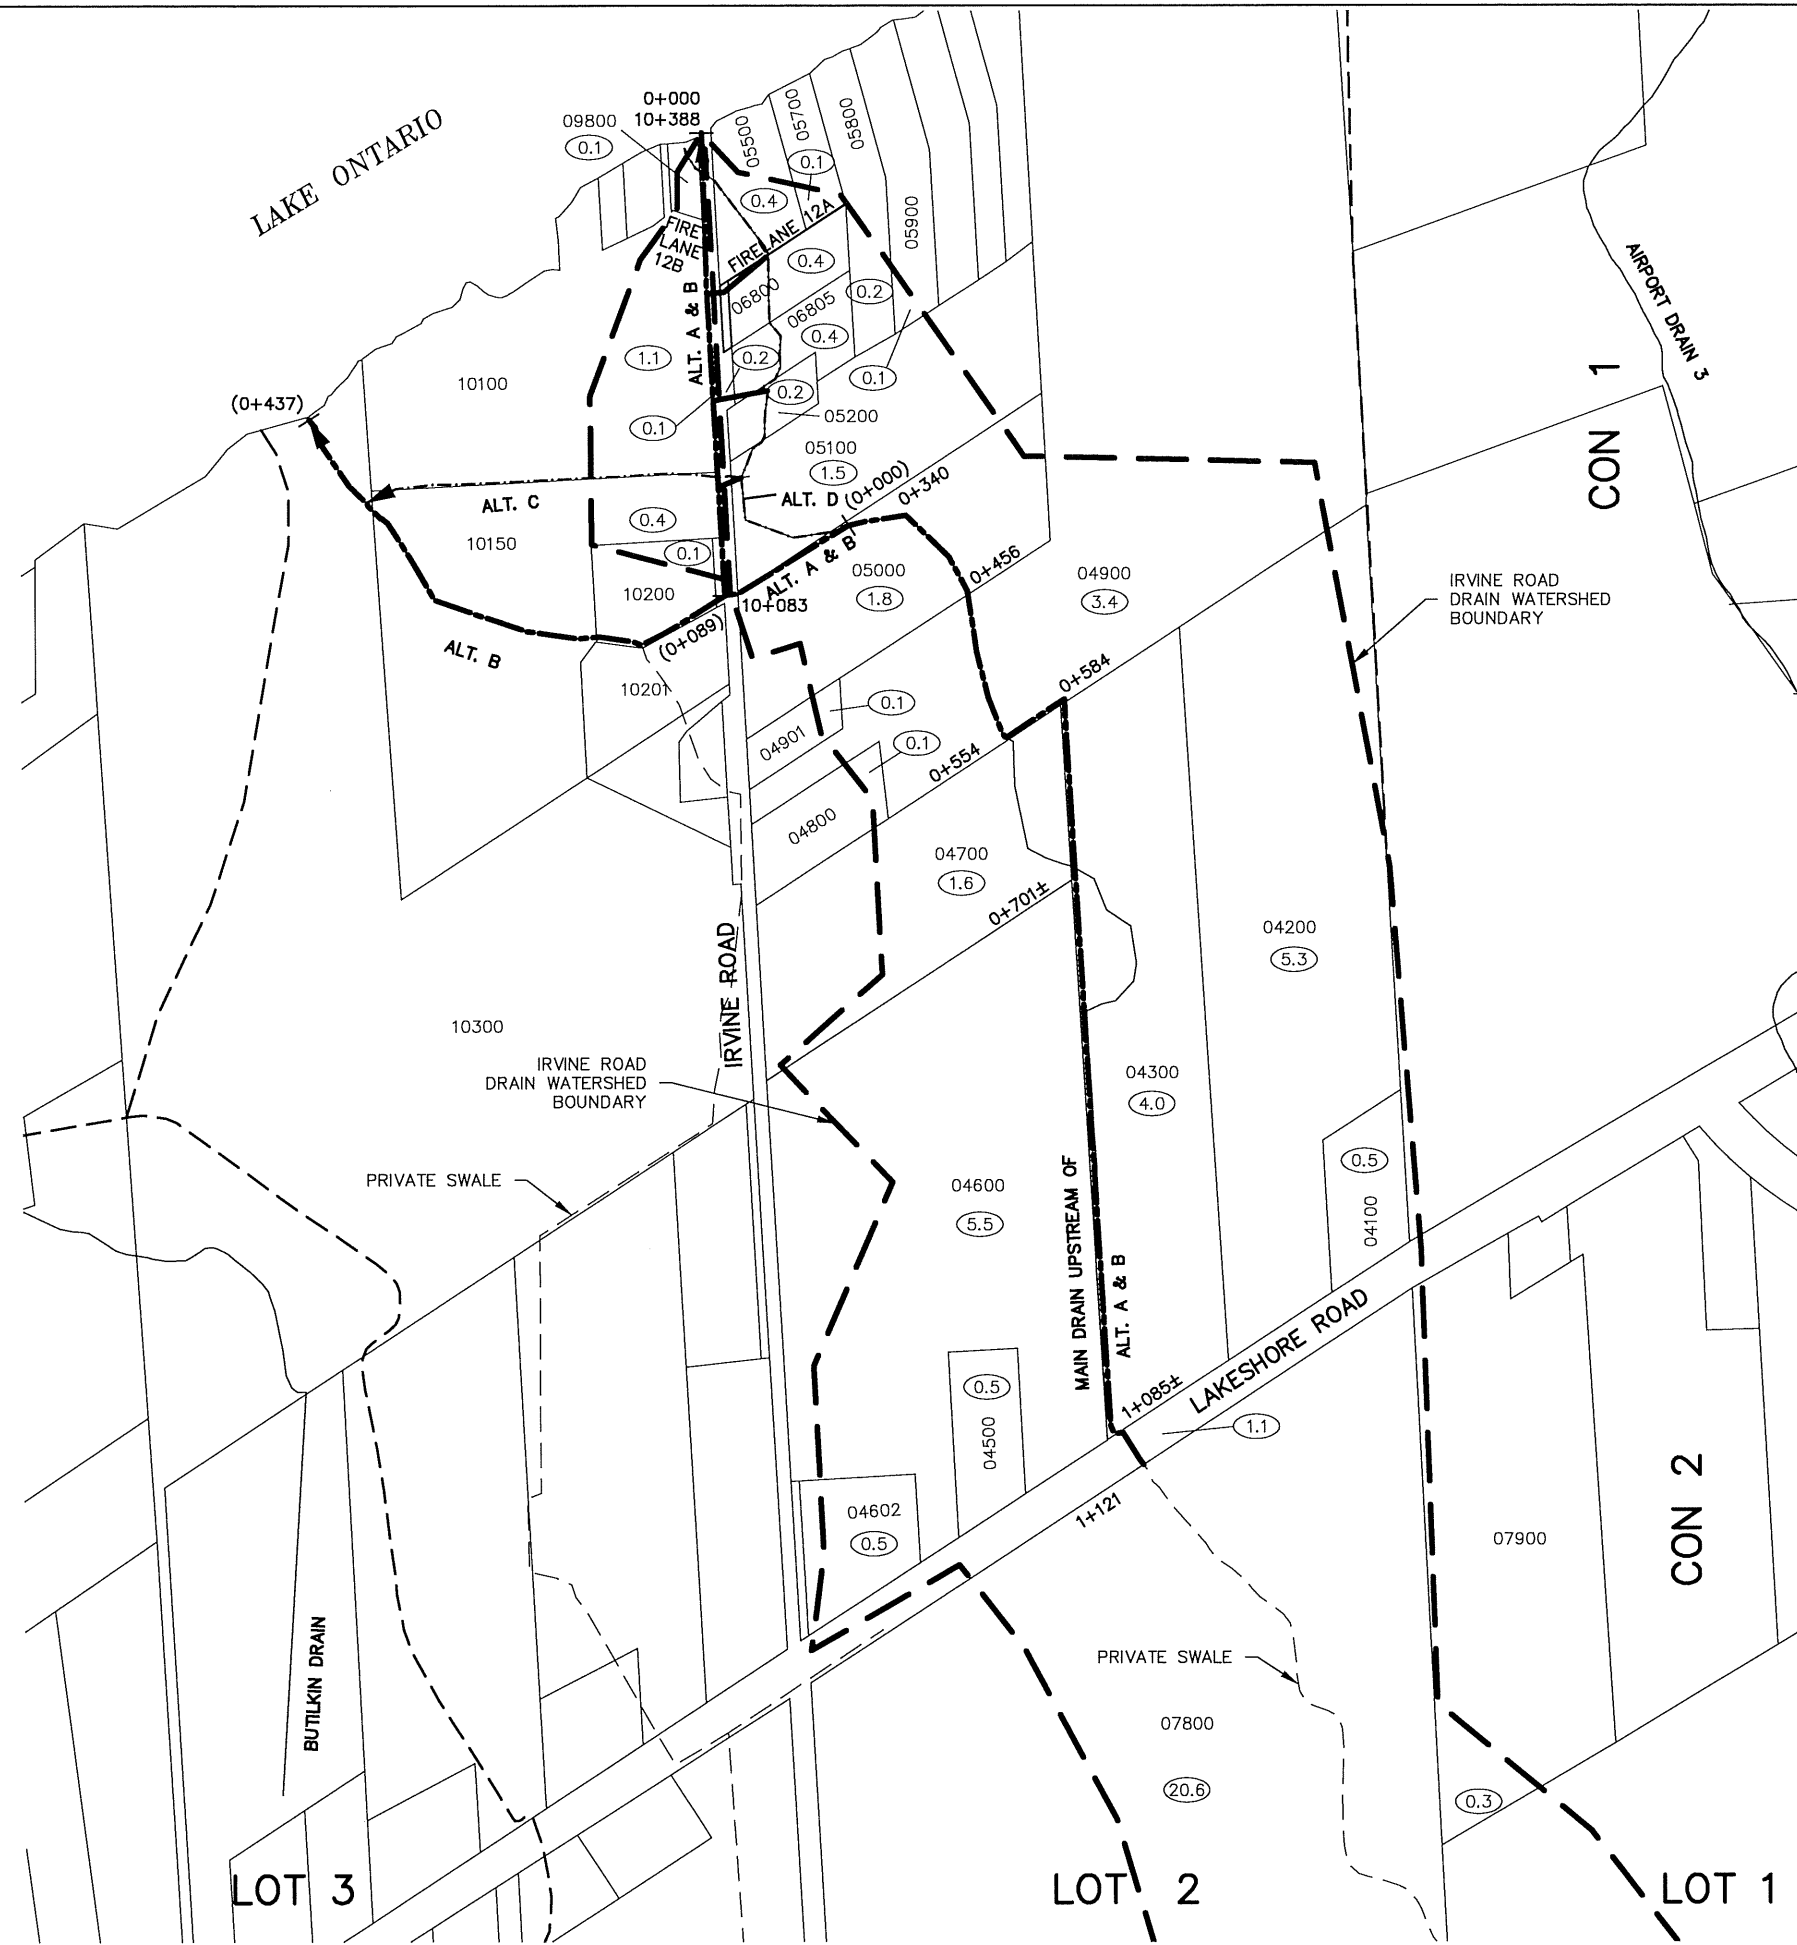 LAKE ONTARIO
0+000
10+388
09800
0.1
05500
05700
05800
0.1
0.4
05900
FIRE
LANE
12B
FIRELANE 12A
0.4
06800
0.2
06805
0.4
ALT. A & B
1.1
0.2
0.1
10100
0.2
(0+437)
0.1
05200
05100
1.5
ALT. C
ALT. D
(0+000)
0+340
0.4
10150
0.1
ALT. A & B
05000
1.8
0+456
04900
3.4
10200
10+083
(0+089)
ALT. B
10201
0+584
0.1
04901
0.1
0+554
04800
04700
1.6
0+701±
IRVINE ROAD
DRAIN WATERSHED
BOUNDARY
AIRPORT DRAIN 3
CON 1
04200
5.3
IRVINE ROAD
10300
IRVINE ROAD
DRAIN WATERSHED
BOUNDARY
04300
4.0
PRIVATE SWALE
04600
5.5
0.5
04100
MAIN DRAIN UPSTREAM OF
ALT. A & B
LAKESHORE ROAD
0.5
04500
1+085±
1.1
04602
0.5
1+121
CON 2
07900
BUTILKIN DRAIN
PRIVATE SWALE
07800
20.6
0.3
LOT 3
LOT 2
LOT 1